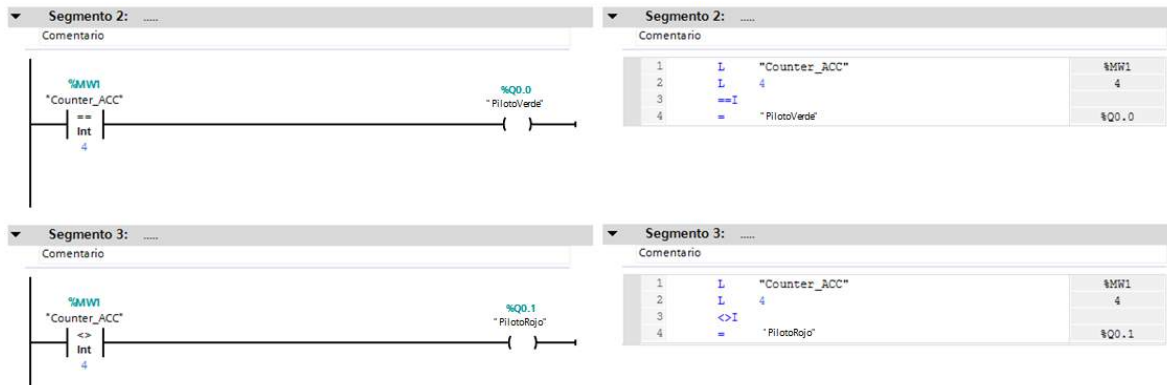 Segmento 2: .....
Comentario
%MW1
"Counter_ACC"
==
Int
4
%Q0.0
"PilotoVerde"
Segmento 2: .....
Comentario
1 L "Counter_ACC" %MW1
2 L 4 4
3 ==I
4 = "PilotoVerde" %Q0.0
Segmento 3: .....
Comentario
%MW1
"Counter_ACC"
<>
Int
4
%Q0.1
"PilotoRojo"
Segmento 3: .....
Comentario
1 L "Counter_ACC" %MW1
2 L 4 4
3 <>I
4 = "PilotoRojo" %Q0.1